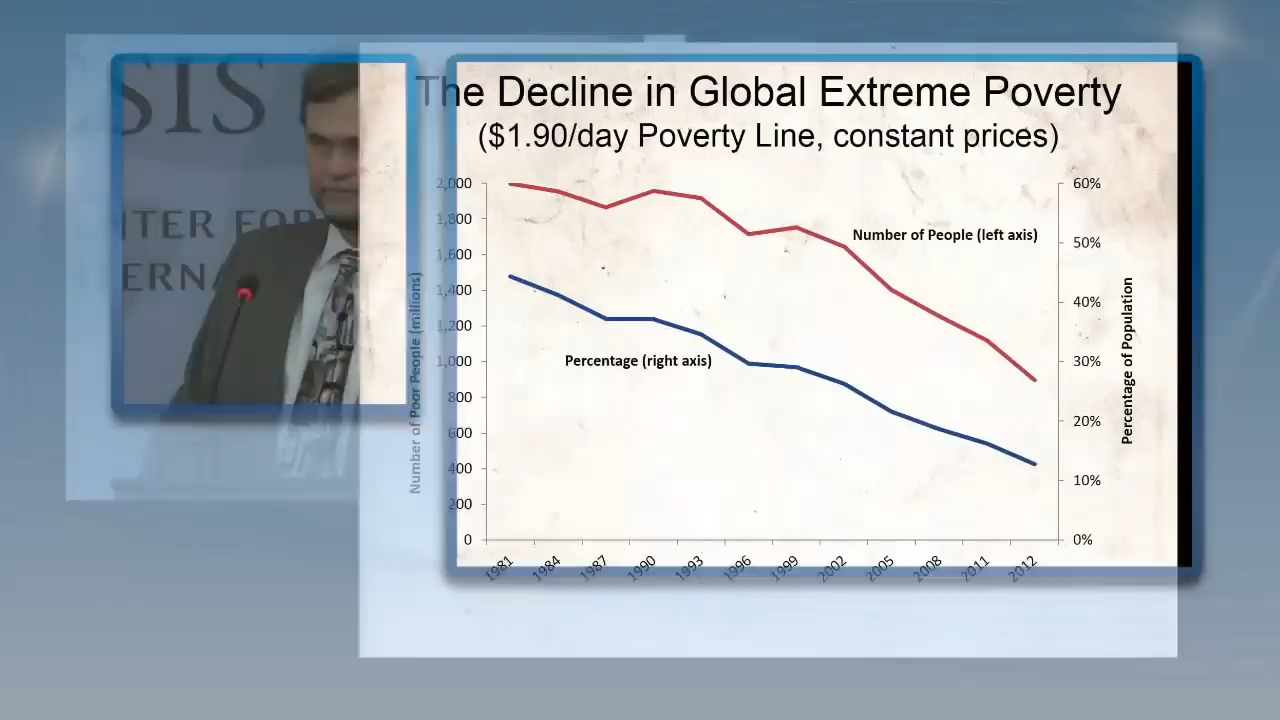 SIS
NTER FOR
ERNA
The Decline in Global Extreme Poverty
($1.90/day Poverty Line, constant prices)
2,000
1,800
1,600
1,400
1,200
1,000
800
600
400
200
0
Number of Poor People (millions)
60%
50%
40%
30%
20%
10%
0%
Percentage of Population
Number of People (left axis)
Percentage (right axis)
1981 1984 1987 1990 1993 1996 1999 2002 2005 2008 2011 2012